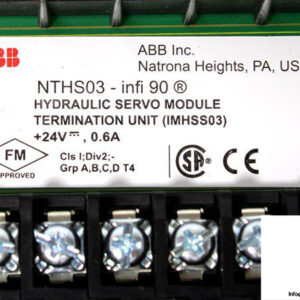 ABB
ABB Inc.
Natrona Heights, PA, US
NTHS03 - infi 90 ®
HYDRAULIC SERVO MODULE
TERMINATION UNIT (IMHSS03)
+24V⎓, 0.6A
FM
APPROVED
Cls I;Div2;-
Grp A,B,C,D T4
SA
®